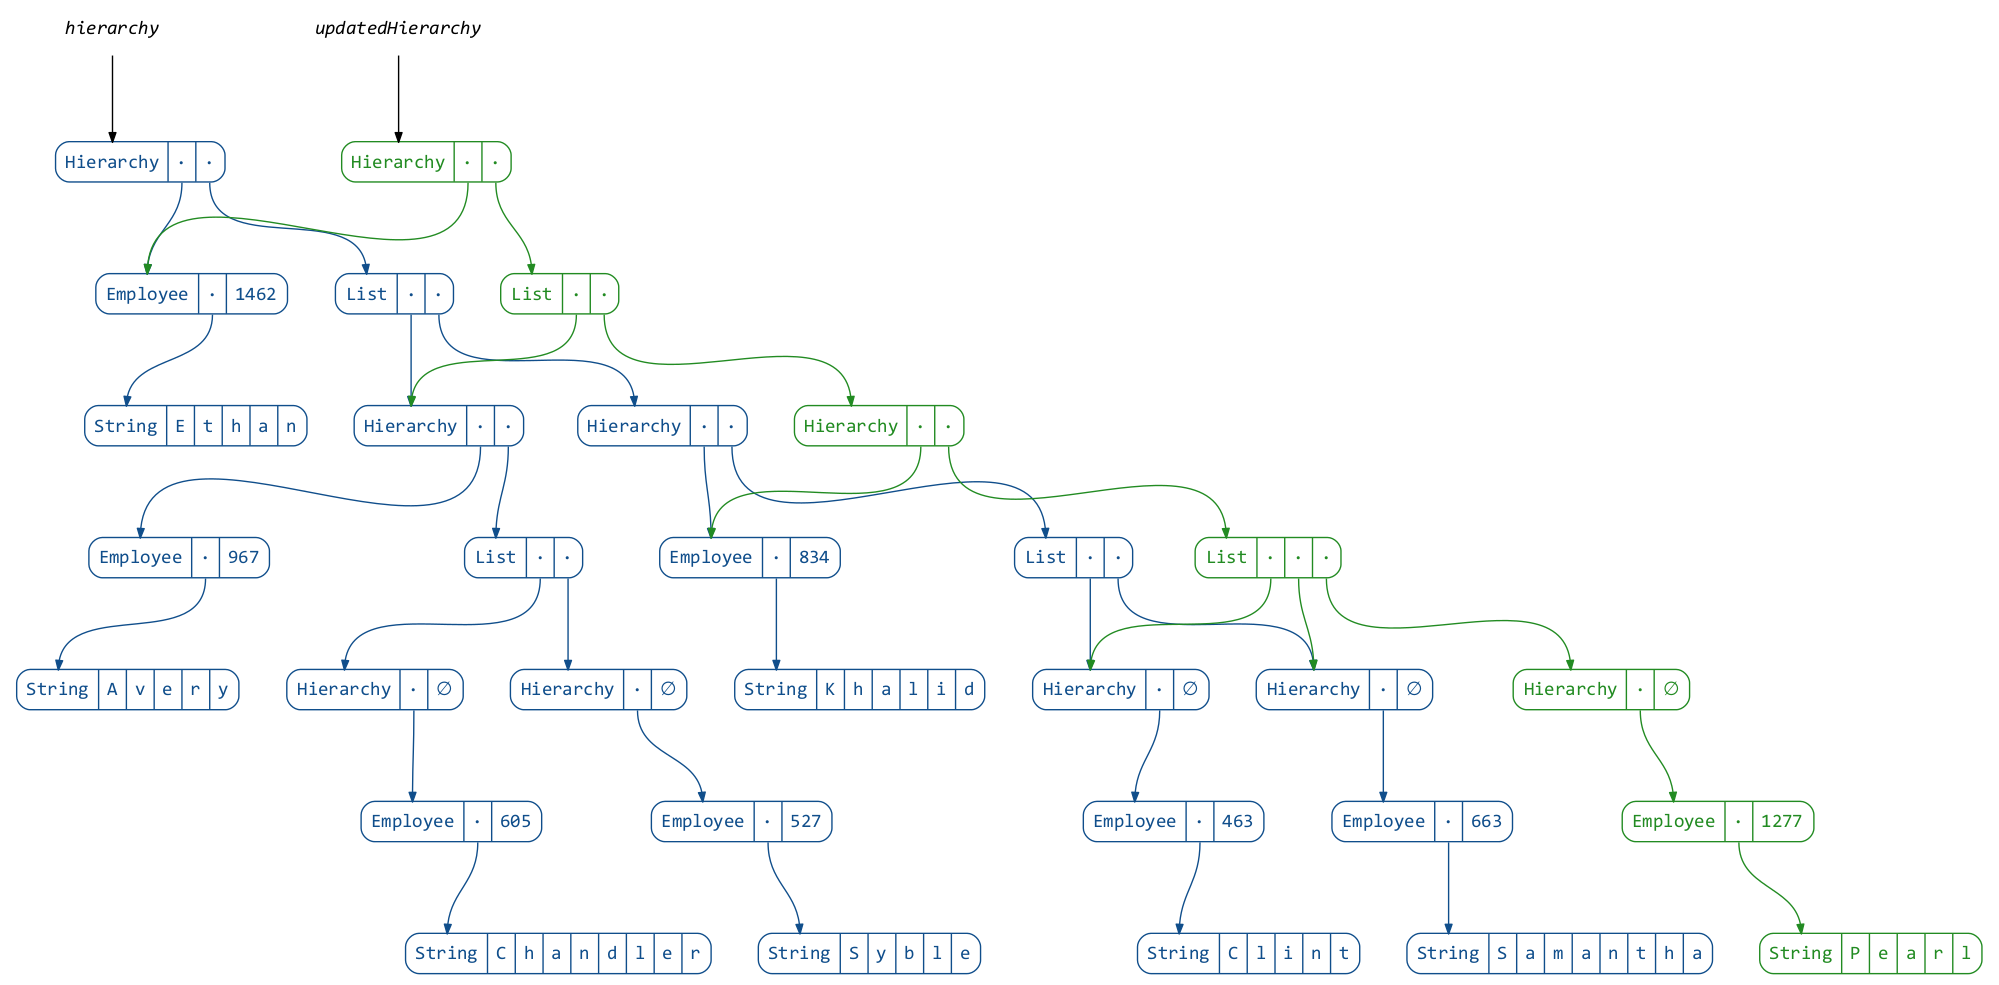 hierarchy updatedHierarchy
Hierarchy · · Hierarchy · ·
Employee · 1462 List · · List · ·
String E t h a n Hierarchy · · Hierarchy · · Hierarchy · ·
Employee · 967 List · · Employee · 834 List · · List · · ·
String A v e r y Hierarchy · ∅ Hierarchy · ∅ String K h a l i d Hierarchy · ∅ Hierarchy · ∅ Hierarchy · ∅
Employee · 605 Employee · 527 Employee · 463 Employee · 663 Employee · 1277
String C h a n d l e r String S y b l e String C l i n t String S a m a n t h a String P e a r l